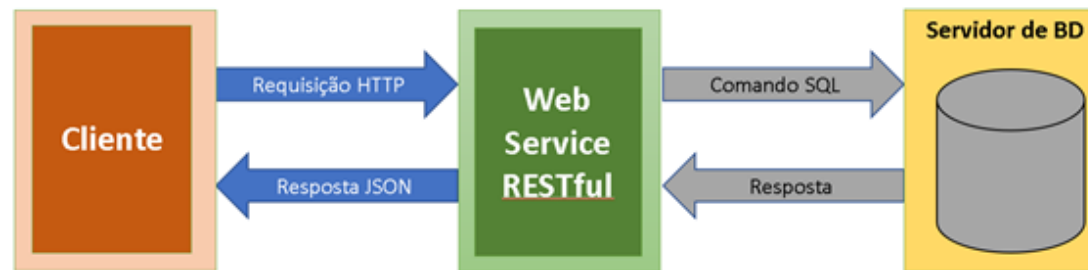 Cliente
Requisição HTTP
Resposta JSON
Web
Service
RESTful
Comando SQL
Resposta
Servidor de BD